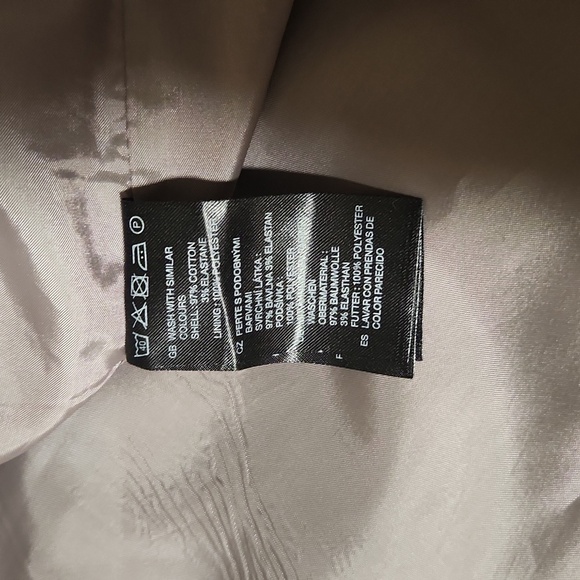 40
P
GB WASH WITH SIMILAR
COLOURS
SHELL: 97% COTTON
3% ELASTANE
LINING: 100% POLYESTER
CZ PERTE S PODOBNÝMI
BARVAMI
SVRCHNÍ LÁTKA:
97% BAVLNA 3% ELASTAN
PODŠÍVKA:
100% POLYESTER
WASCHEN
OBERMATERIAL:
97% BAUMWOLLE
3% ELASTHAN
FUTTER: 100% POLYESTER
ES LAVAR CON PRENDAS DE
COLOR PARECIDO
F